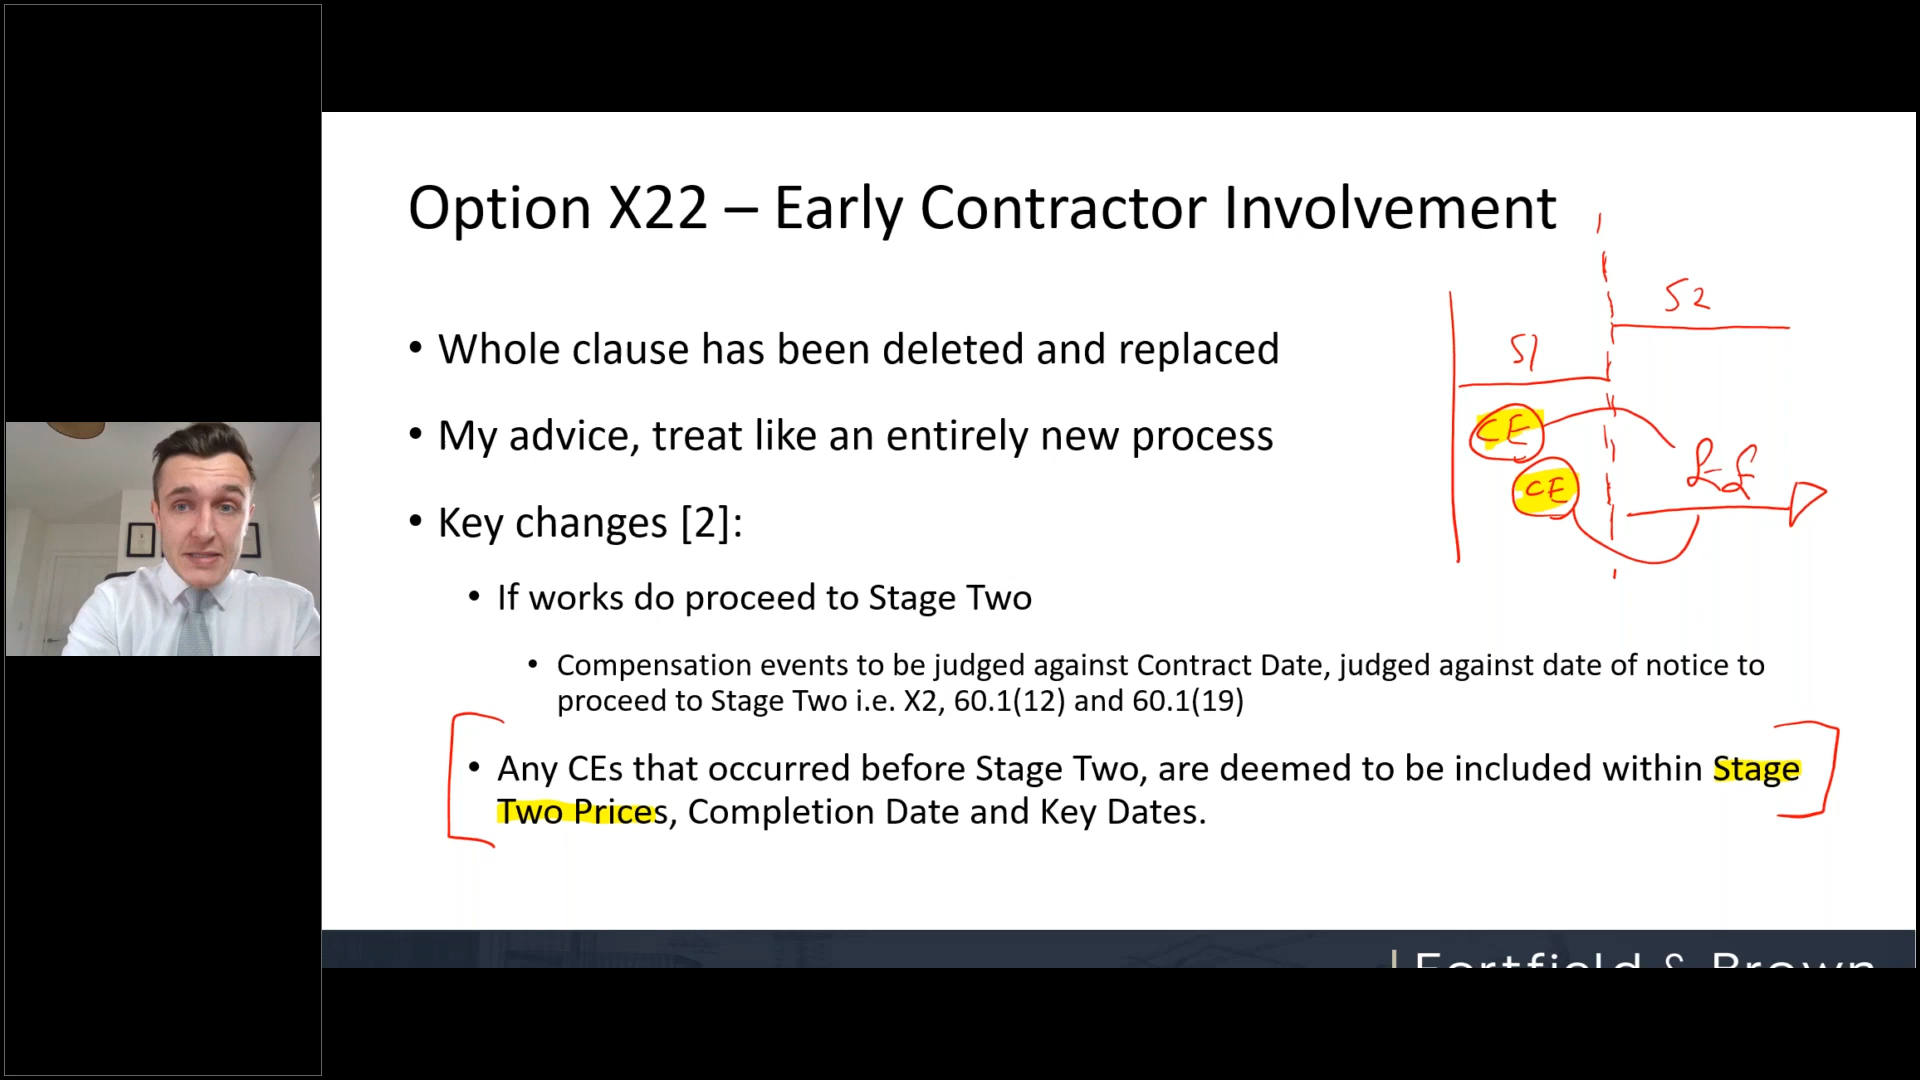 Option X22 – Early Contractor Involvement
• Whole clause has been deleted and replaced
• My advice, treat like an entirely new process
• Key changes [2]:
• If works do proceed to Stage Two
• Compensation events to be judged against Contract Date, judged against date of notice to
proceed to Stage Two i.e. X2, 60.1(12) and 60.1(19)
• Any CEs that occurred before Stage Two, are deemed to be included within Stage
Two Prices, Completion Date and Key Dates.
S2
S1
CE
CE
££
Fortfield & Brown